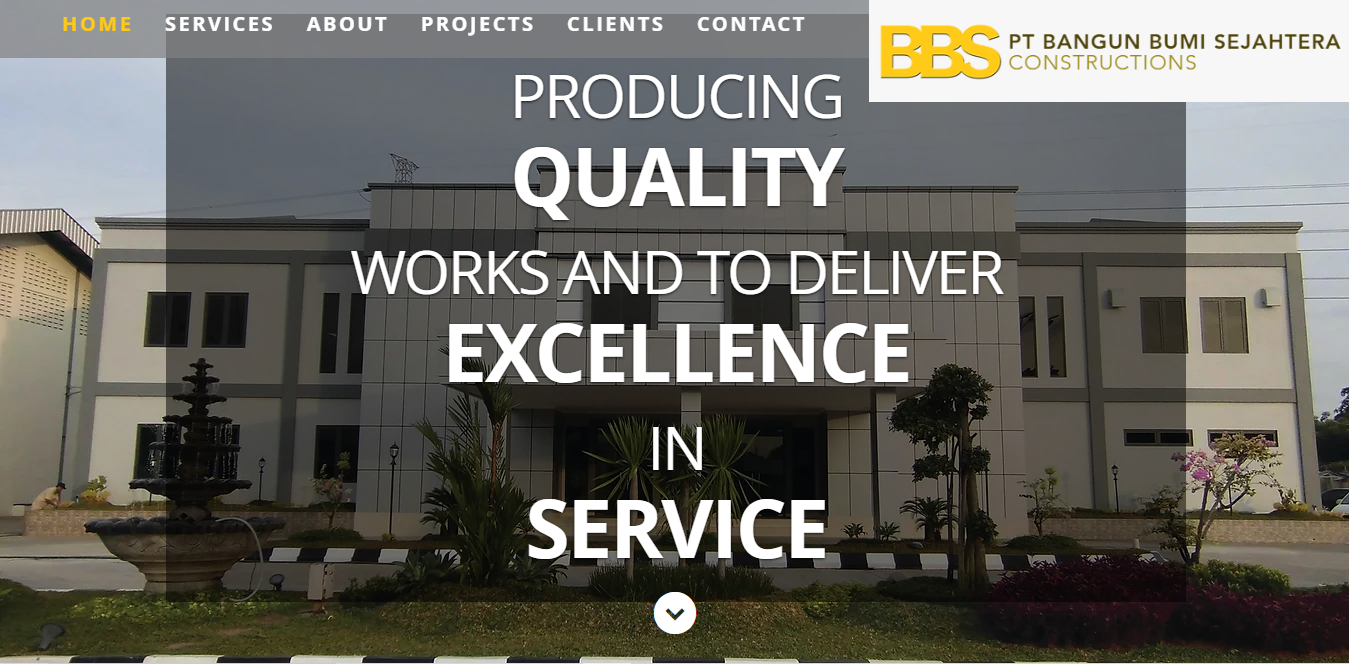 HOME SERVICES ABOUT PROJECTS CLIENTS CONTACT
BBS PT BANGUN BUMI SEJAHTERA
CONSTRUCTIONS
PRODUCING
QUALITY
WORKS AND TO DELIVER
EXCELLENCE
IN
SERVICE